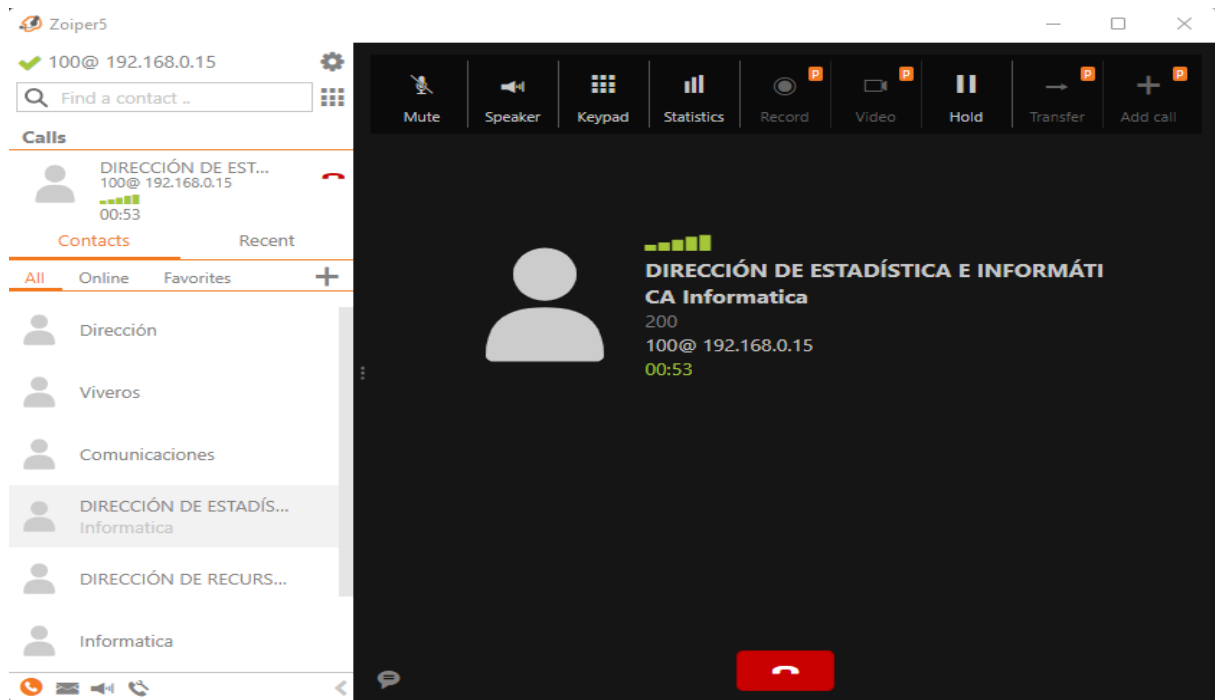 Zoiper5
100@ 192.168.0.15
Find a contact ..
Calls
DIRECCIÓN DE EST...
100@ 192.168.0.15
00:53
Contacts Recent
All Online Favorites
Dirección
Viveros
Comunicaciones
DIRECCIÓN DE ESTADÍS...
Informatica
DIRECCIÓN DE RECURS...
Informatica
Mute Speaker Keypad Statistics Record P Video P Hold Transfer P Add call P
DIRECCIÓN DE ESTADÍSTICA E INFORMÁTI
CA Informatica
200
100@ 192.168.0.15
00:53